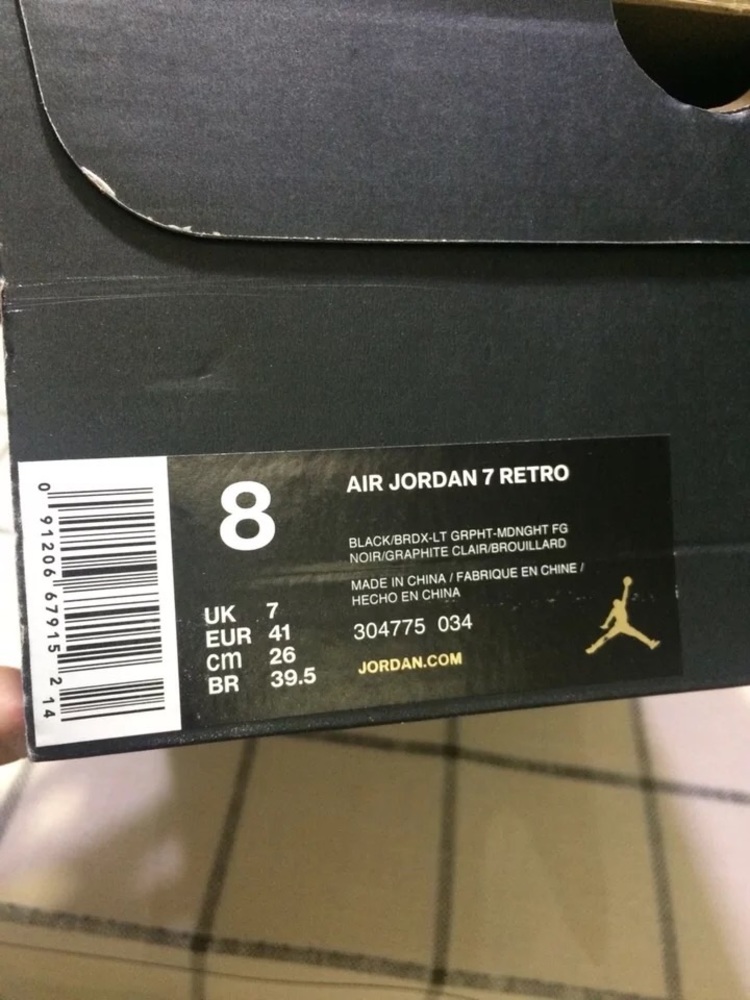 8
AIR JORDAN 7 RETRO
BLACK/BRDX-LT GRPHT-MDNGHT FG
NOIR/GRAPHITE CLAIR/BROUILLARD
MADE IN CHINA / FABRIQUE EN CHINE /
HECHO EN CHINA
304775 034
JORDAN.COM
UK 7
EUR 41
cm 26
BR 39.5
0 91206 67915 2 14